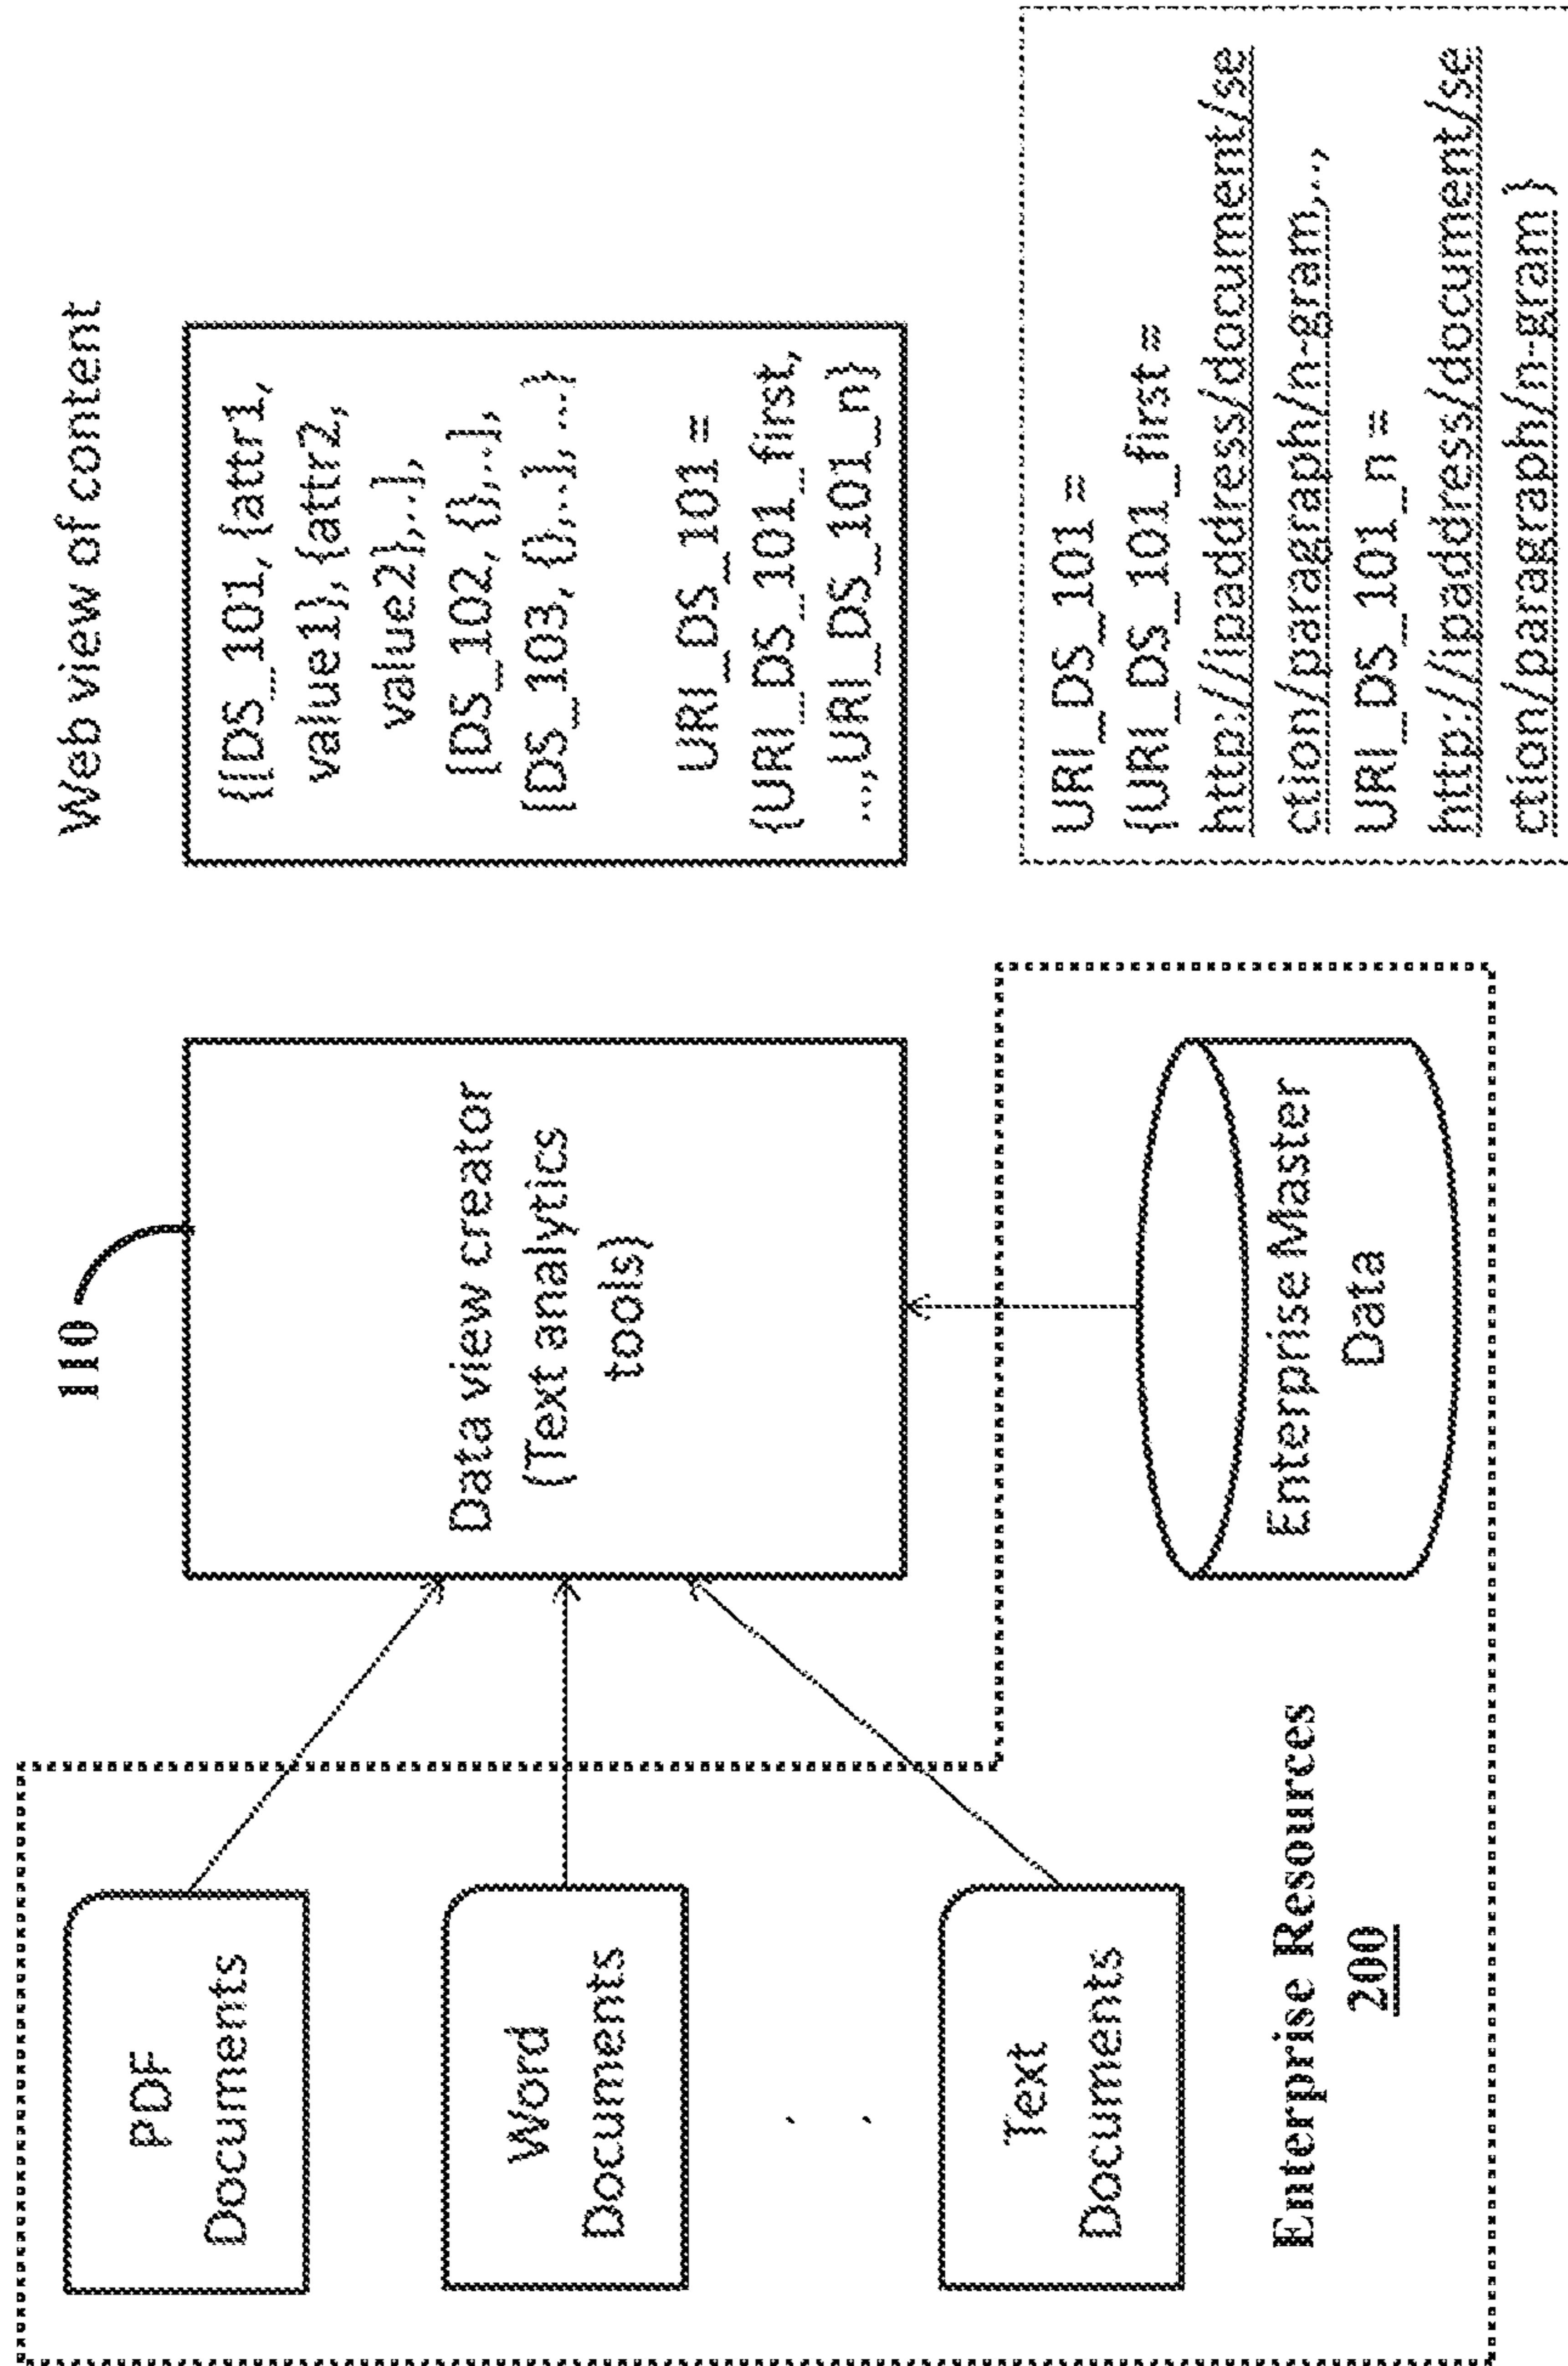 PDF
Documents
Word
Documents
Text
Documents
Enterprise Resources
200
110
Data view creator
(Text analytics
tools)
Enterprise Master
Data
Web view of content
{[DS_101, {attr1,
value1}, {attr2,
value2},..],
[DS_102, {},..],
[DS_103, {},..], ...}
URI_DS_101 =
{URI_DS_101_first,
...,URI_DS_101_n}
URI_DS_101 =
{URI_DS_101_first =
http://ipaddress/document/se
ction/paragraph/n-gram,..,
URI_DS_101_n =
http://ipaddress/document/se
ction/paragraph/n-gram }